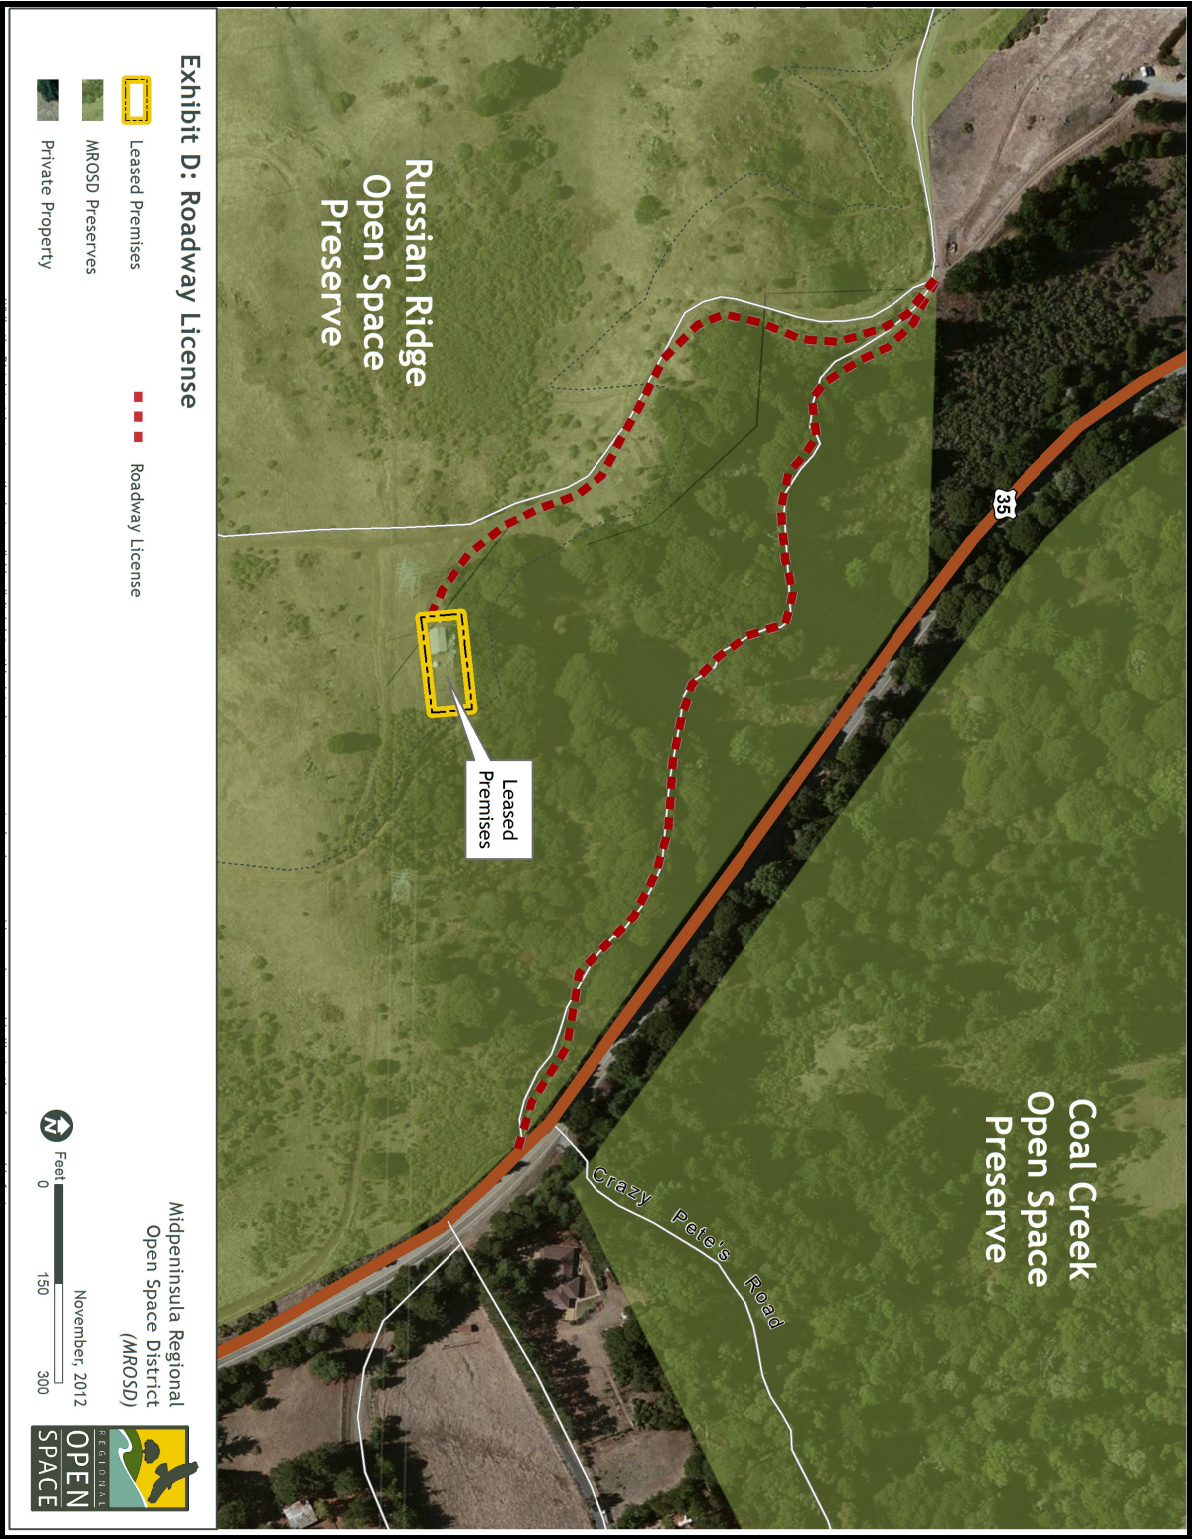 Russian Ridge
Open Space
Preserve
35
Coal Creek
Open Space
Preserve
Crazy Pete's Road
Leased
Premises
Exhibit D: Roadway License
Leased Premises
MROSD Preserves
Private Property
Roadway License
Midpeninsula Regional
Open Space District
(MROSD)
November, 2012
N
Feet
0 150 300
REGIONAL
OPEN
SPACE